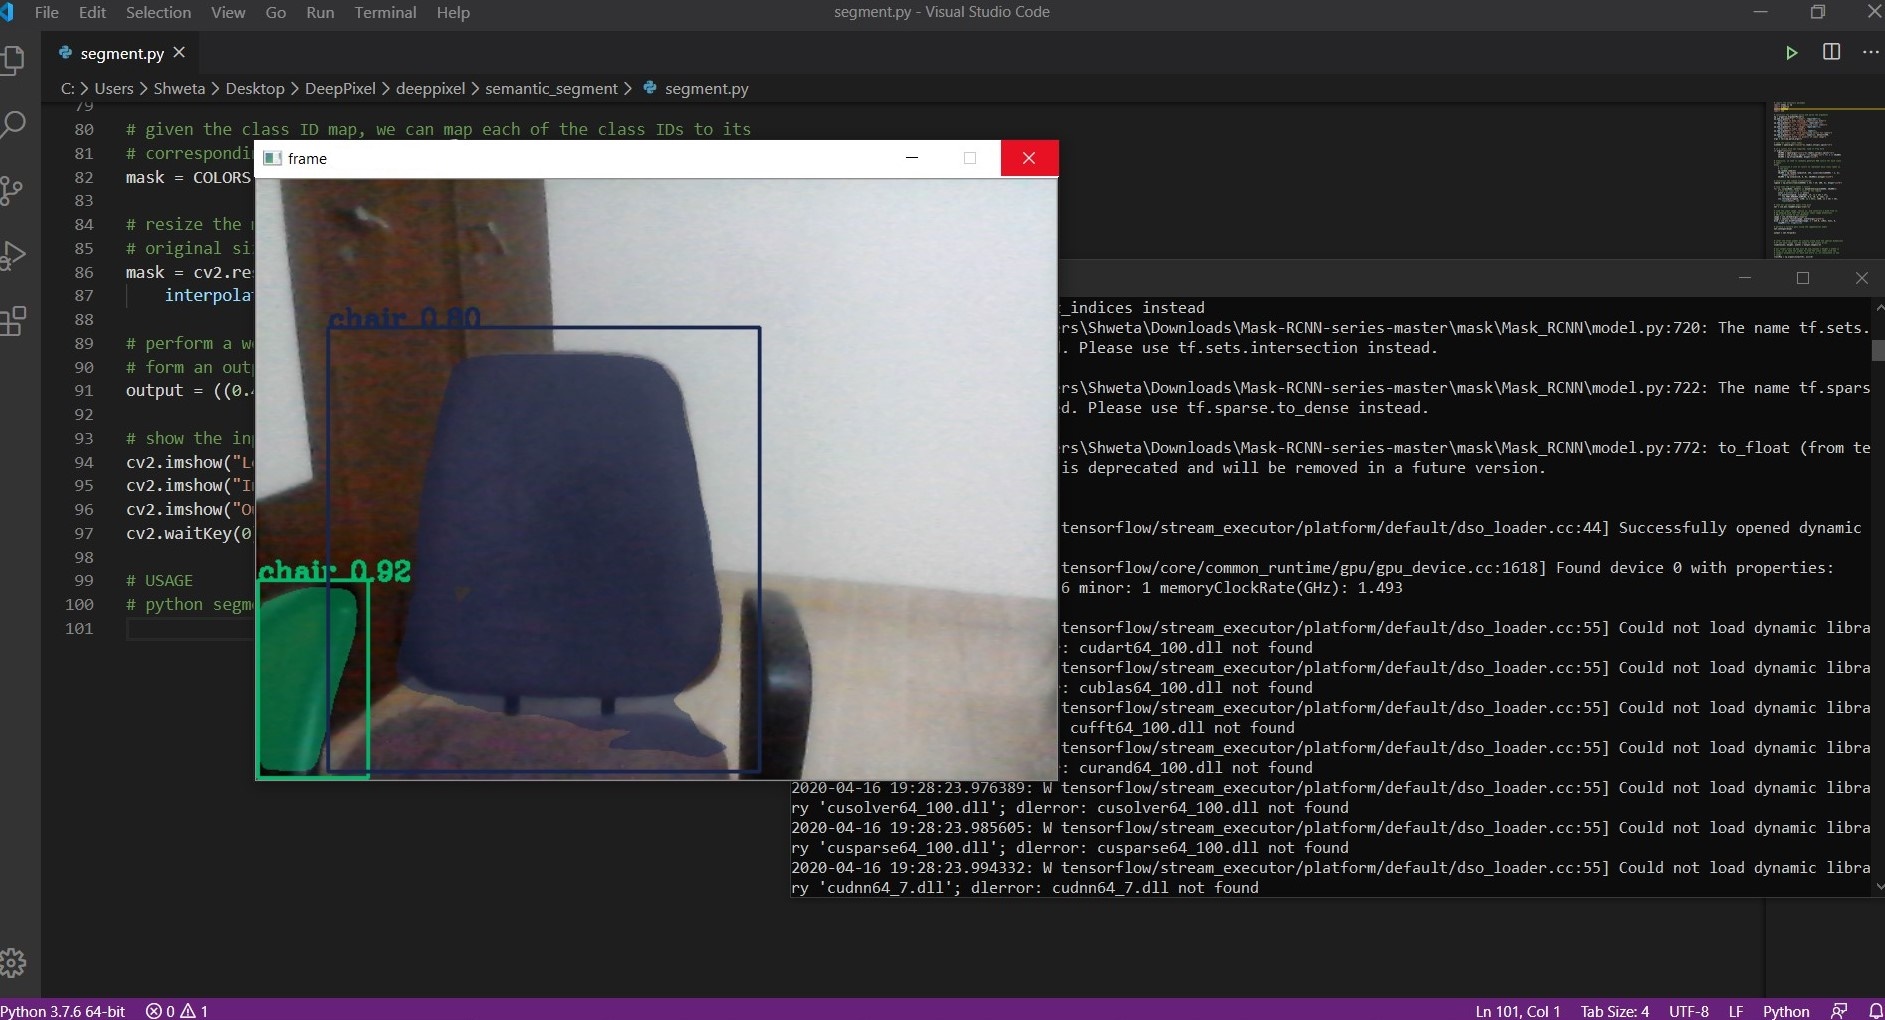 File Edit Selection View Go Run Terminal Help
segment.py - Visual Studio Code
segment.py
C: > Users > Shweta > Desktop > DeepPixel > deeppixel > semantic_segment > segment.py
79
80 # given the class ID map, we can map each of the class IDs to its
81 # correspondi
82 mask = COLORS
83
84 # resize the
85 # original si
86 mask = cv2.re
87 interpola
88
89 # perform a w
90 # form an out
91 output = ((0.
92
93 # show the in
94 cv2.imshow("L
95 cv2.imshow("I
96 cv2.imshow("O
97 cv2.waitKey(0
98
99 # USAGE
100 # python segm
101
frame
chair 0.80
chair 0.92
_indices instead
rs\Shweta\Downloads\Mask-RCNN-series-master\mask\Mask_RCNN\model.py:720: The name tf.sets.
. Please use tf.sets.intersection instead.
rs\Shweta\Downloads\Mask-RCNN-series-master\mask\Mask_RCNN\model.py:722: The name tf.spars
d. Please use tf.sparse.to_dense instead.
rs\Shweta\Downloads\Mask-RCNN-series-master\mask\Mask_RCNN\model.py:772: to_float (from te
is deprecated and will be removed in a future version.
tensorflow/stream_executor/platform/default/dso_loader.cc:44] Successfully opened dynamic
tensorflow/core/common_runtime/gpu/gpu_device.cc:1618] Found device 0 with properties:
6 minor: 1 memoryClockRate(GHz): 1.493
tensorflow/stream_executor/platform/default/dso_loader.cc:55] Could not load dynamic libra
: cudart64_100.dll not found
tensorflow/stream_executor/platform/default/dso_loader.cc:55] Could not load dynamic libra
: cublas64_100.dll not found
tensorflow/stream_executor/platform/default/dso_loader.cc:55] Could not load dynamic libra
cufft64_100.dll not found
tensorflow/stream_executor/platform/default/dso_loader.cc:55] Could not load dynamic libra
: curand64_100.dll not found
2020-04-16 19:28:23.976389: W tensorflow/stream_executor/platform/default/dso_loader.cc:55] Could not load dynamic libra
ry 'cusolver64_100.dll'; dlerror: cusolver64_100.dll not found
2020-04-16 19:28:23.985605: W tensorflow/stream_executor/platform/default/dso_loader.cc:55] Could not load dynamic libra
ry 'cusparse64_100.dll'; dlerror: cusparse64_100.dll not found
2020-04-16 19:28:23.994332: W tensorflow/stream_executor/platform/default/dso_loader.cc:55] Could not load dynamic libra
ry 'cudnn64_7.dll'; dlerror: cudnn64_7.dll not found
Python 3.7.6 64-bit 0 1 Ln 101, Col 1 Tab Size: 4 UTF-8 LF Python